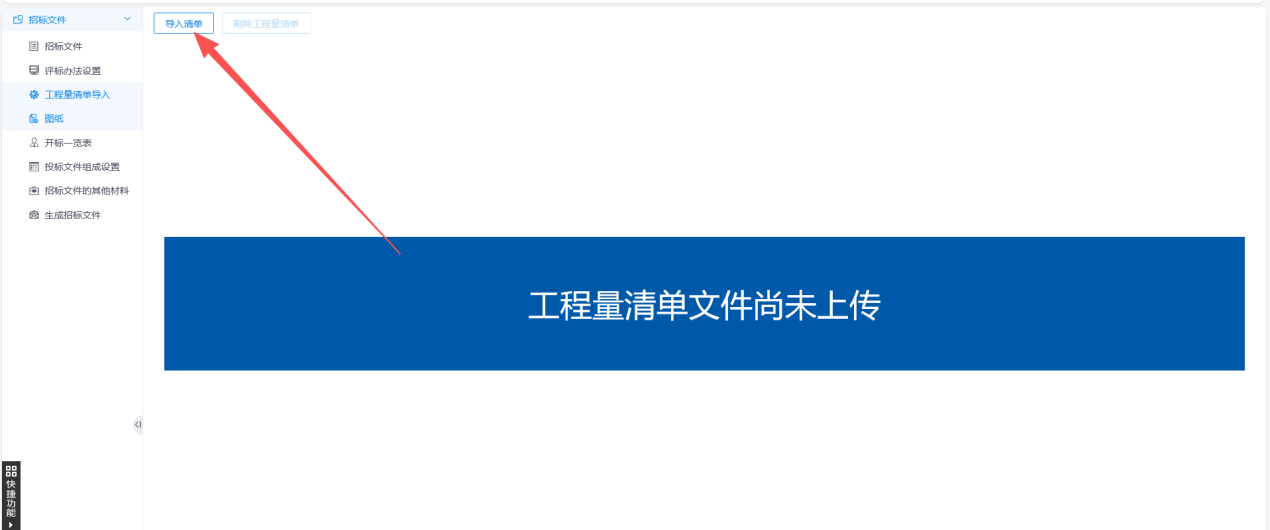 招标文件
招标文件
评标办法设置
工程量清单导入
图纸
开标一览表
投标文件组成设置
招标文件的其他材料
生成招标文件
快捷功能
导入清单
删除工程量清单
工程量清单文件尚未上传